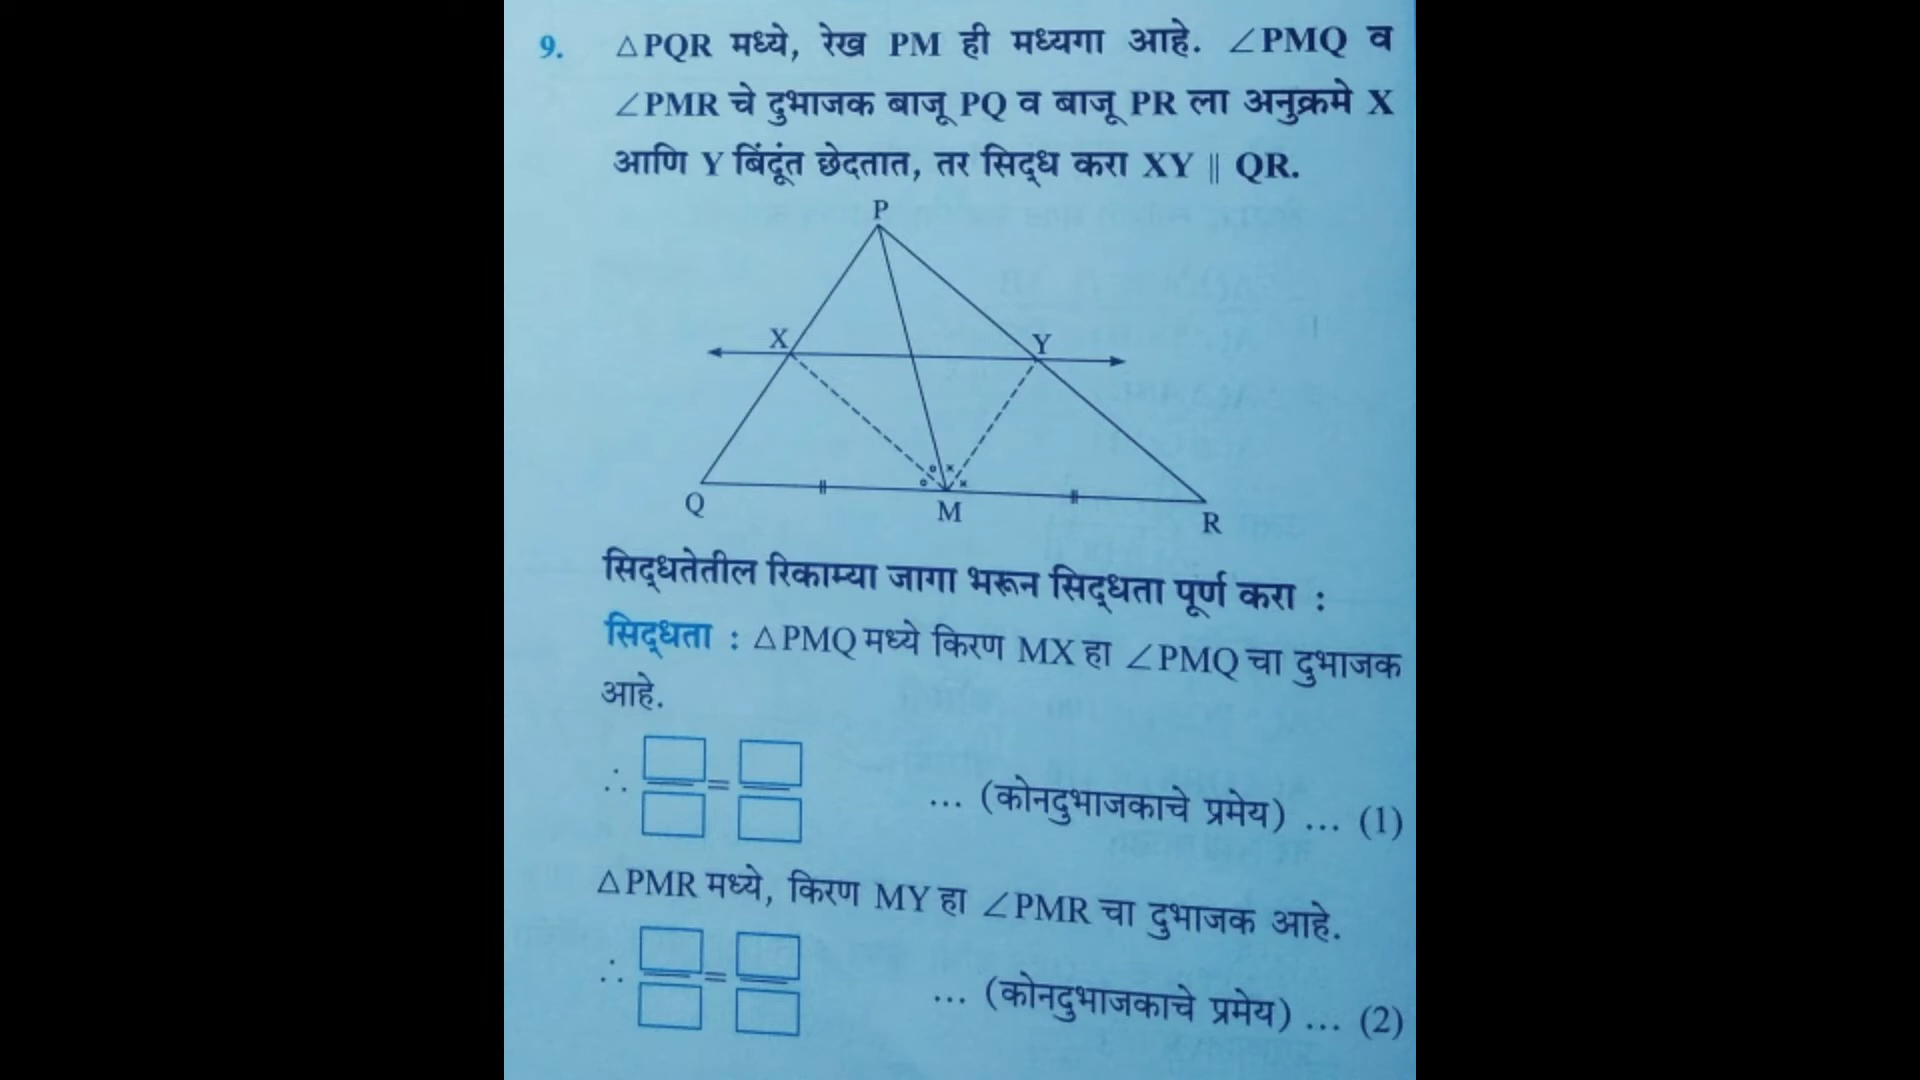 9. △PQR मध्ये, रेख PM ही मध्यगा आहे. ∠PMQ व
∠PMR चे दुभाजक बाजू PQ व बाजू PR ला अनुक्रमे X
आणि Y बिंदूंत छेदतात, तर सिद्ध करा XY || QR.
P
X Y
Q M R
सिद्धतेतील रिकाम्या जागा भरून सिद्धता पूर्ण करा :
सिद्धता : △PMQ मध्ये किरण MX हा ∠PMQ चा दुभाजक
आहे.
∴ = ... (कोनदुभाजकाचे प्रमेय) ... (1)
△PMR मध्ये, किरण MY हा ∠PMR चा दुभाजक आहे.
∴ = ... (कोनदुभाजकाचे प्रमेय) ... (2)